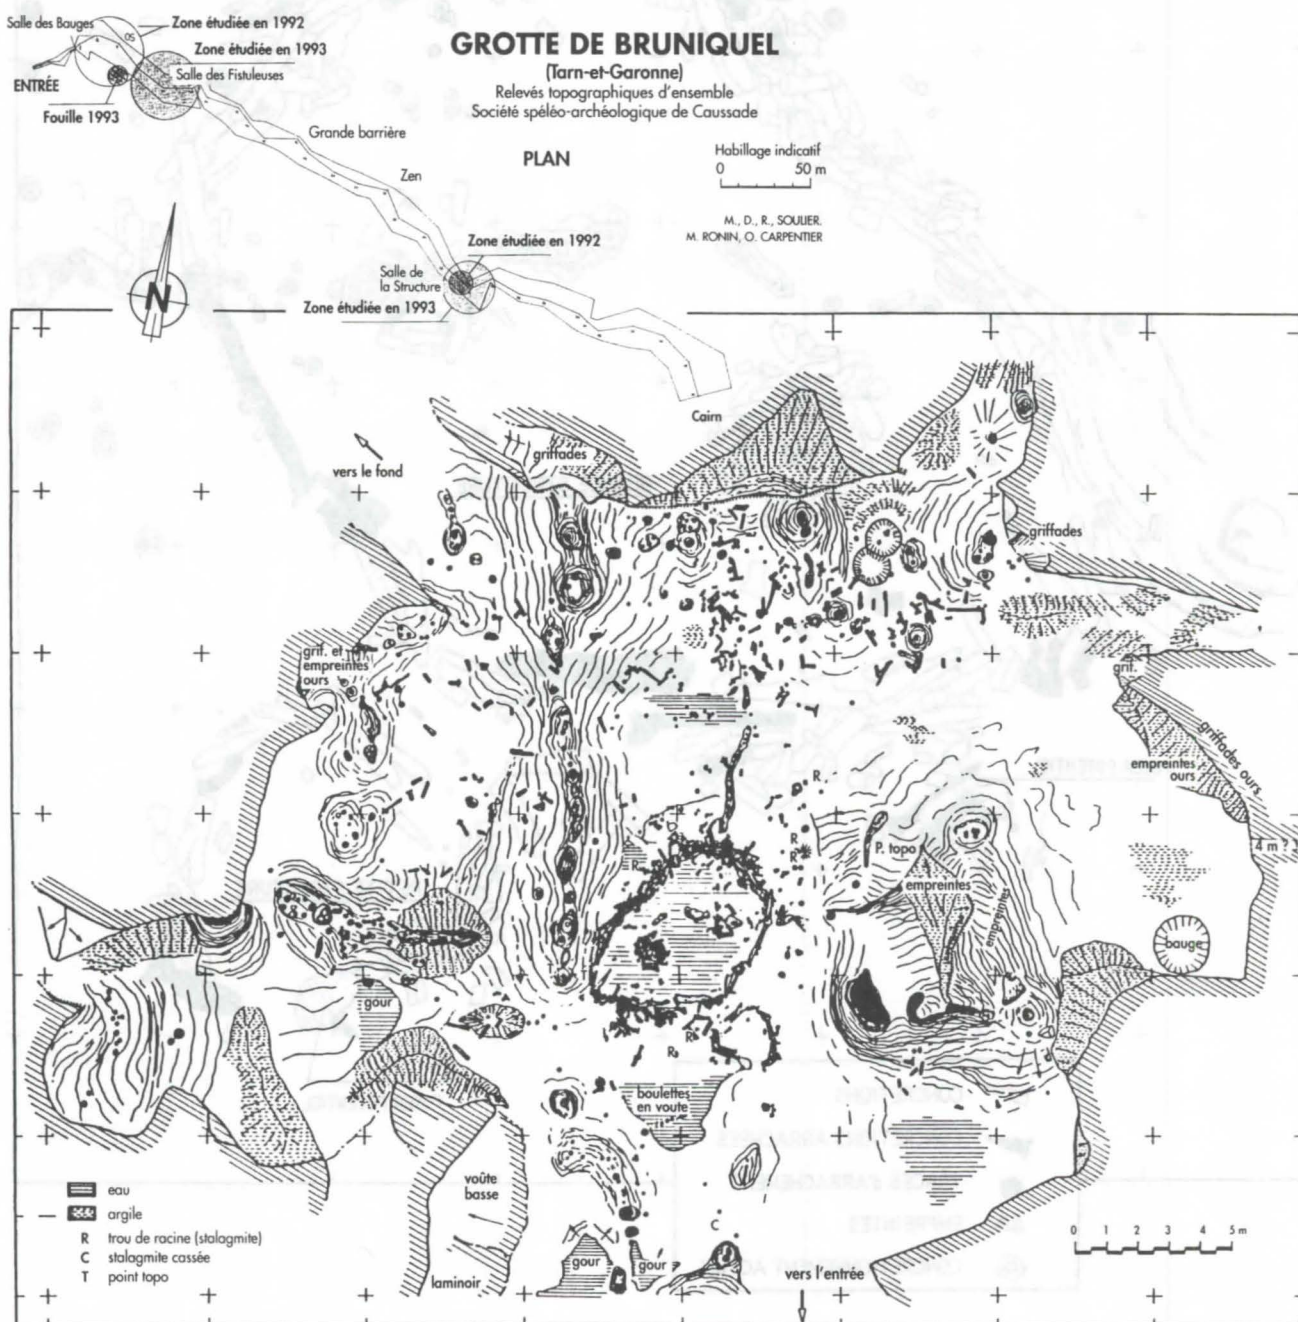 Salle des Bauges
Zone étudiée en 1992
OS
Zone étudiée en 1993
Salle des Fistuleuses
ENTRÉE
Fouille 1993
GROTTE DE BRUNIQUEL
(Tarn-et-Garonne)
Relevés topographiques d'ensemble
Société spéléo-archéologique de Caussade
Grande barrière
PLAN
Habillage indicatif
0 50 m
Zen
M., D., R., SOULIER.
M. RONIN, O. CARPENTIER
Zone étudiée en 1992
Salle de
la Structure
Zone étudiée en 1993
N
Cairn
vers le fond
griffades
griffades
grif. et
empreintes
ours
grif.
griffades ours
empreintes
ours
R
R
R
R
P. topo
4 m ?
empreintes
empreintes
bauge
gour
R
R
boulettes
en voute
voûte
basse
eau
argile
R trou de racine (stalagmite)
C stalagmite cassée
T point topo
C
0 1 2 3 4 5 m
gour
gour
laminoir
vers l'entrée